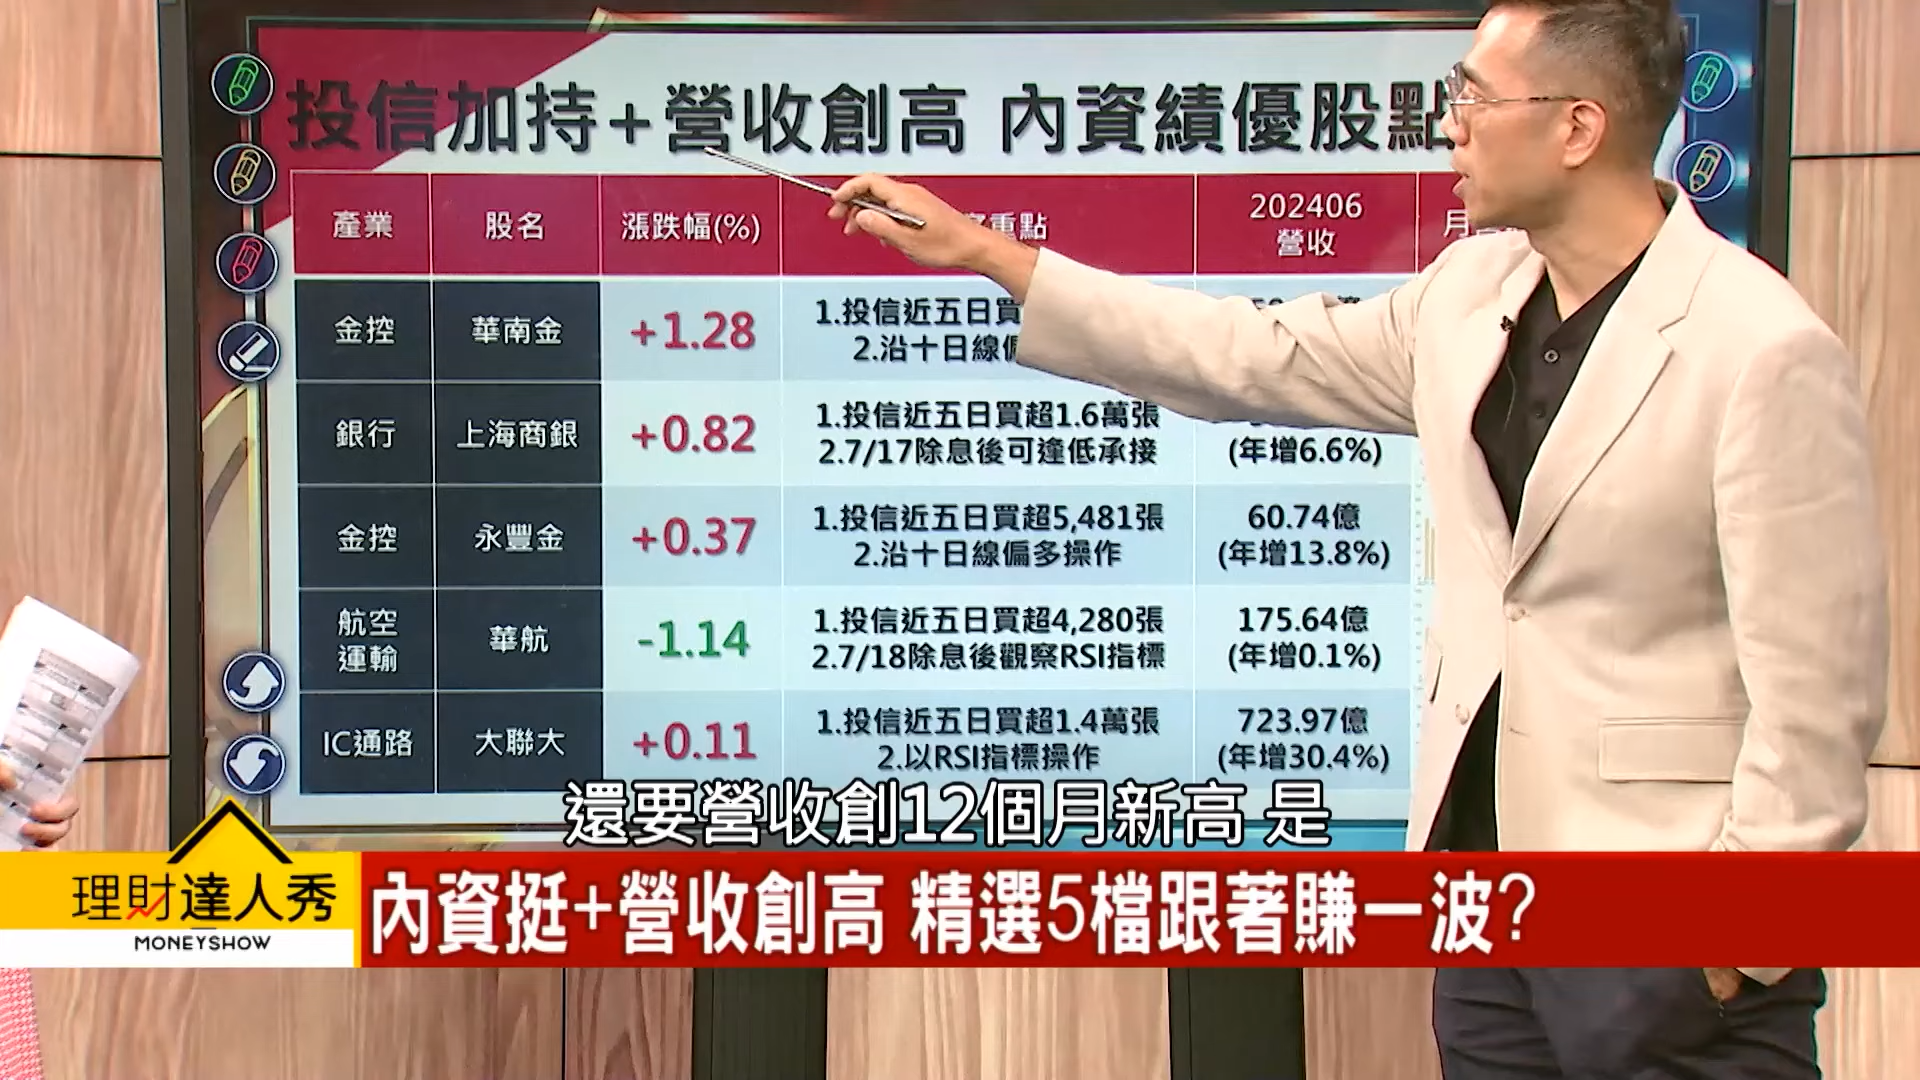 投信加持+營收創高 內資績優股點
產業 股名 漲跌幅(%) 重點 202406 營收 月
金控 華南金 +1.28 1.投信近五日買
2.沿十日線偏
銀行 上海商銀 +0.82 1.投信近五日買超1.6萬張
2.7/17除息後可逢低承接 (年增6.6%)
金控 永豐金 +0.37 1.投信近五日買超5,481張 60.74億
2.沿十日線偏多操作 (年增13.8%)
航空運輸 華航 -1.14 1.投信近五日買超4,280張 175.64億
2.7/18除息後觀察RSI指標 (年增0.1%)
IC通路 大聯大 +0.11 1.投信近五日買超1.4萬張 723.97億
2.以RSI指標操作 (年增30.4%)
還要營收創12個月新高 是
理財達人秀
MONEYSHOW
內資挺+營收創高 精選5檔跟著賺一波?